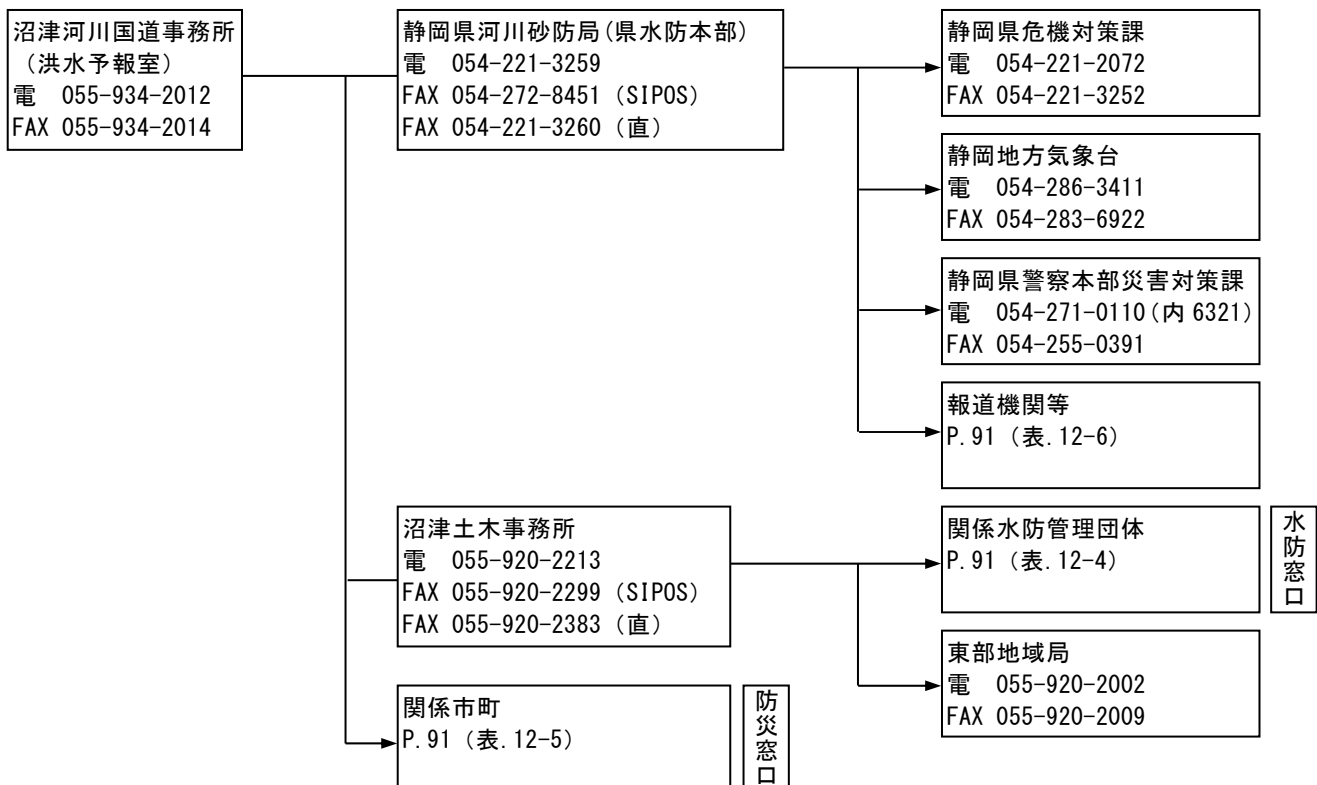 沼津河川国道事務所
（洪水予報室）
電 055-934-2012
FAX 055-934-2014
静岡県河川砂防局（県水防本部）
電 054-221-3259
FAX 054-272-8451（SIPOS）
FAX 054-221-3260（直）
静岡県危機対策課
電 054-221-2072
FAX 054-221-3252
静岡地方気象台
電 054-286-3411
FAX 054-283-6922
静岡県警察本部災害対策課
電 054-271-0110（内 6321）
FAX 054-255-0391
報道機関等
P.91（表.12-6）
沼津土木事務所
電 055-920-2213
FAX 055-920-2299（SIPOS）
FAX 055-920-2383（直）
関係水防管理団体
P.91（表.12-4）
水防窓口
東部地域局
電 055-920-2002
FAX 055-920-2009
関係市町
P.91（表.12-5）
防災窓口